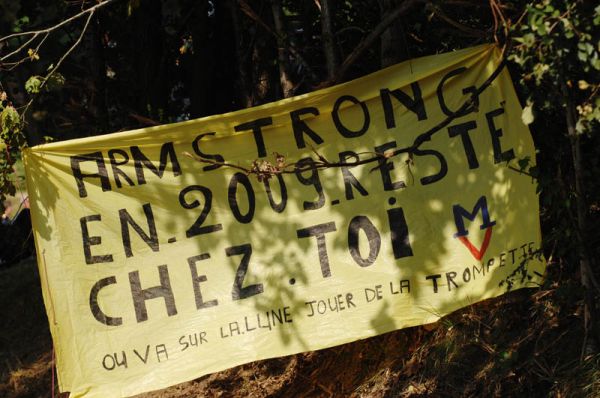 ARMSTRONG
EN.2009.RESTE
CHEZ.TOI M
OU VA SUR LA.LUNE JOUER DE LA TROMPETTE